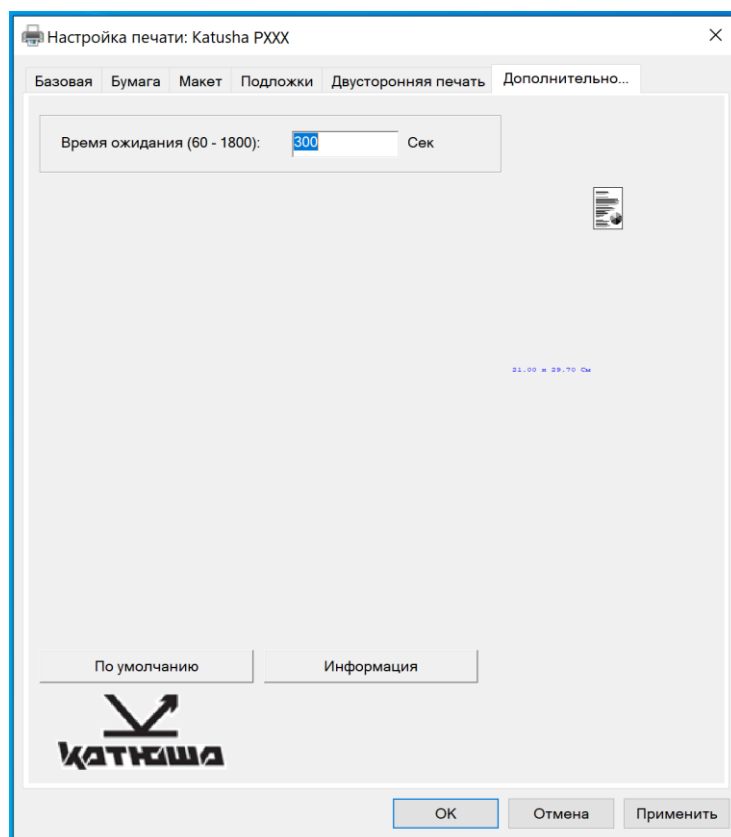 Настройка печати: Katusha PXXX
Базовая Бумага Макет Подложки Двусторонняя печать Дополнительно...
Время ожидания (60 - 1800): 300 Сек
21.00 x 29.70 См
По умолчанию Информация
катюша
OK Отмена Применить